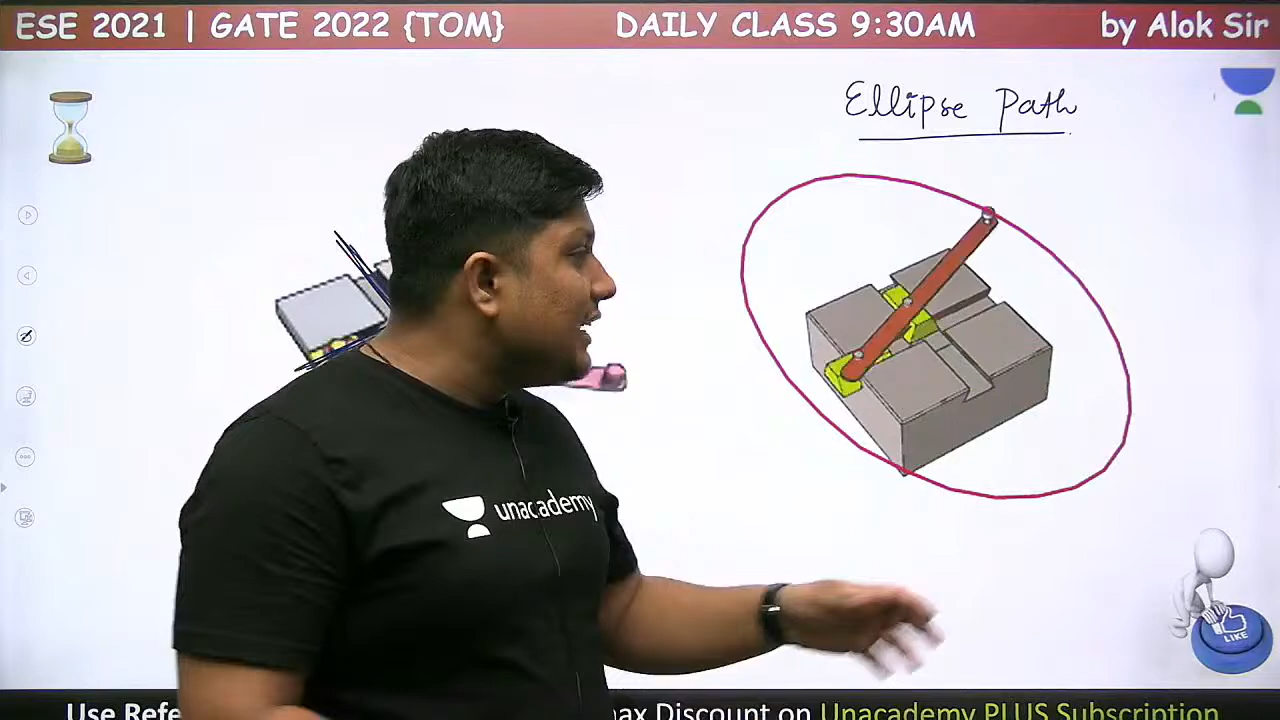 ESE 2021 | GATE 2022 {TOM} DAILY CLASS 9:30AM by Alok Sir
Ellipse Path
unacademy
LIKE
Use Refe ax Discount on Unacademy PLUS Subscription